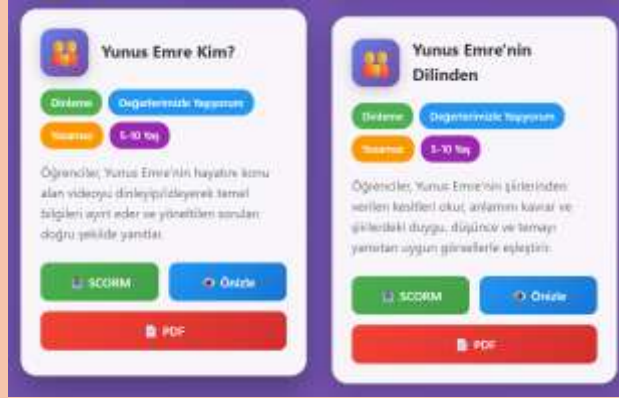 Yunus Emre Kim?
Dinleme
Değerlerimizle Yaşıyorum
5-10 Yaş
Öğrenciler, Yunus Emre'nin hayatını konu
alan videoyu dinleyip/izleyerek temel
bilgileri ayırt eder ve yöneltilen soruları
doğru şekilde yanıtlar.
SCORM
Önizle
PDF
Yunus Emre'nin
Dilinden
Dinleme
Değerlerimizle Yaşıyorum
5-10 Yaş
Öğrenciler, Yunus Emre'nin şiirlerinden
verilen kesitleri okur, anlamını kavrar ve
şiirlerdeki duygu, düşünce ve temayı
yansıtan uygun görsellerle eşleştirir.
SCORM
Önizle
PDF